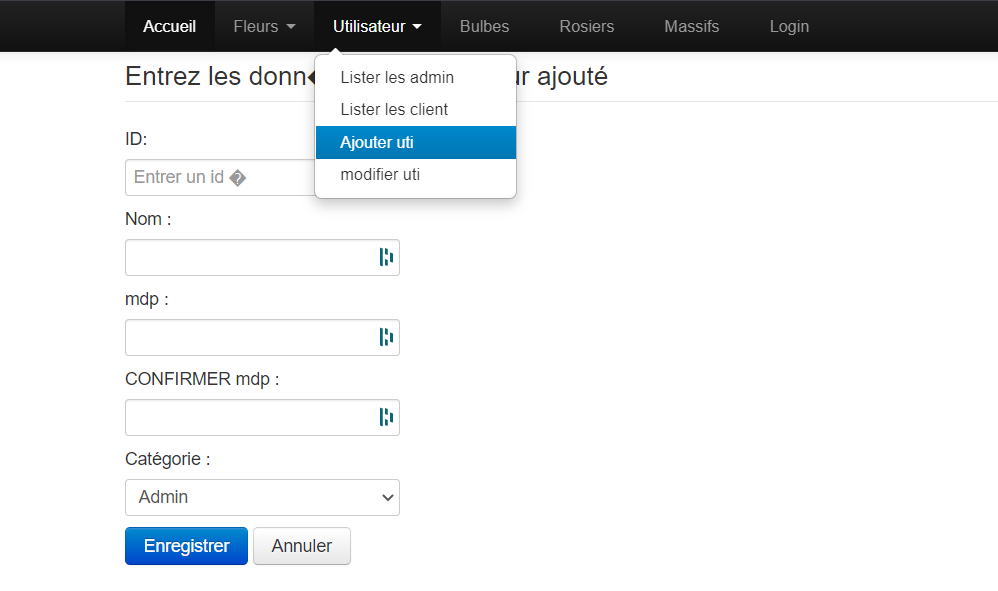 Accueil Fleurs Utilisateur Bulbes Rosiers Massifs Login
Entrez les donn� ur ajouté
Lister les admin
Lister les client
Ajouter uti
modifier uti
ID:
Entrer un id �
Nom :
mdp :
CONFIRMER mdp :
Catégorie :
Admin
Enregistrer Annuler